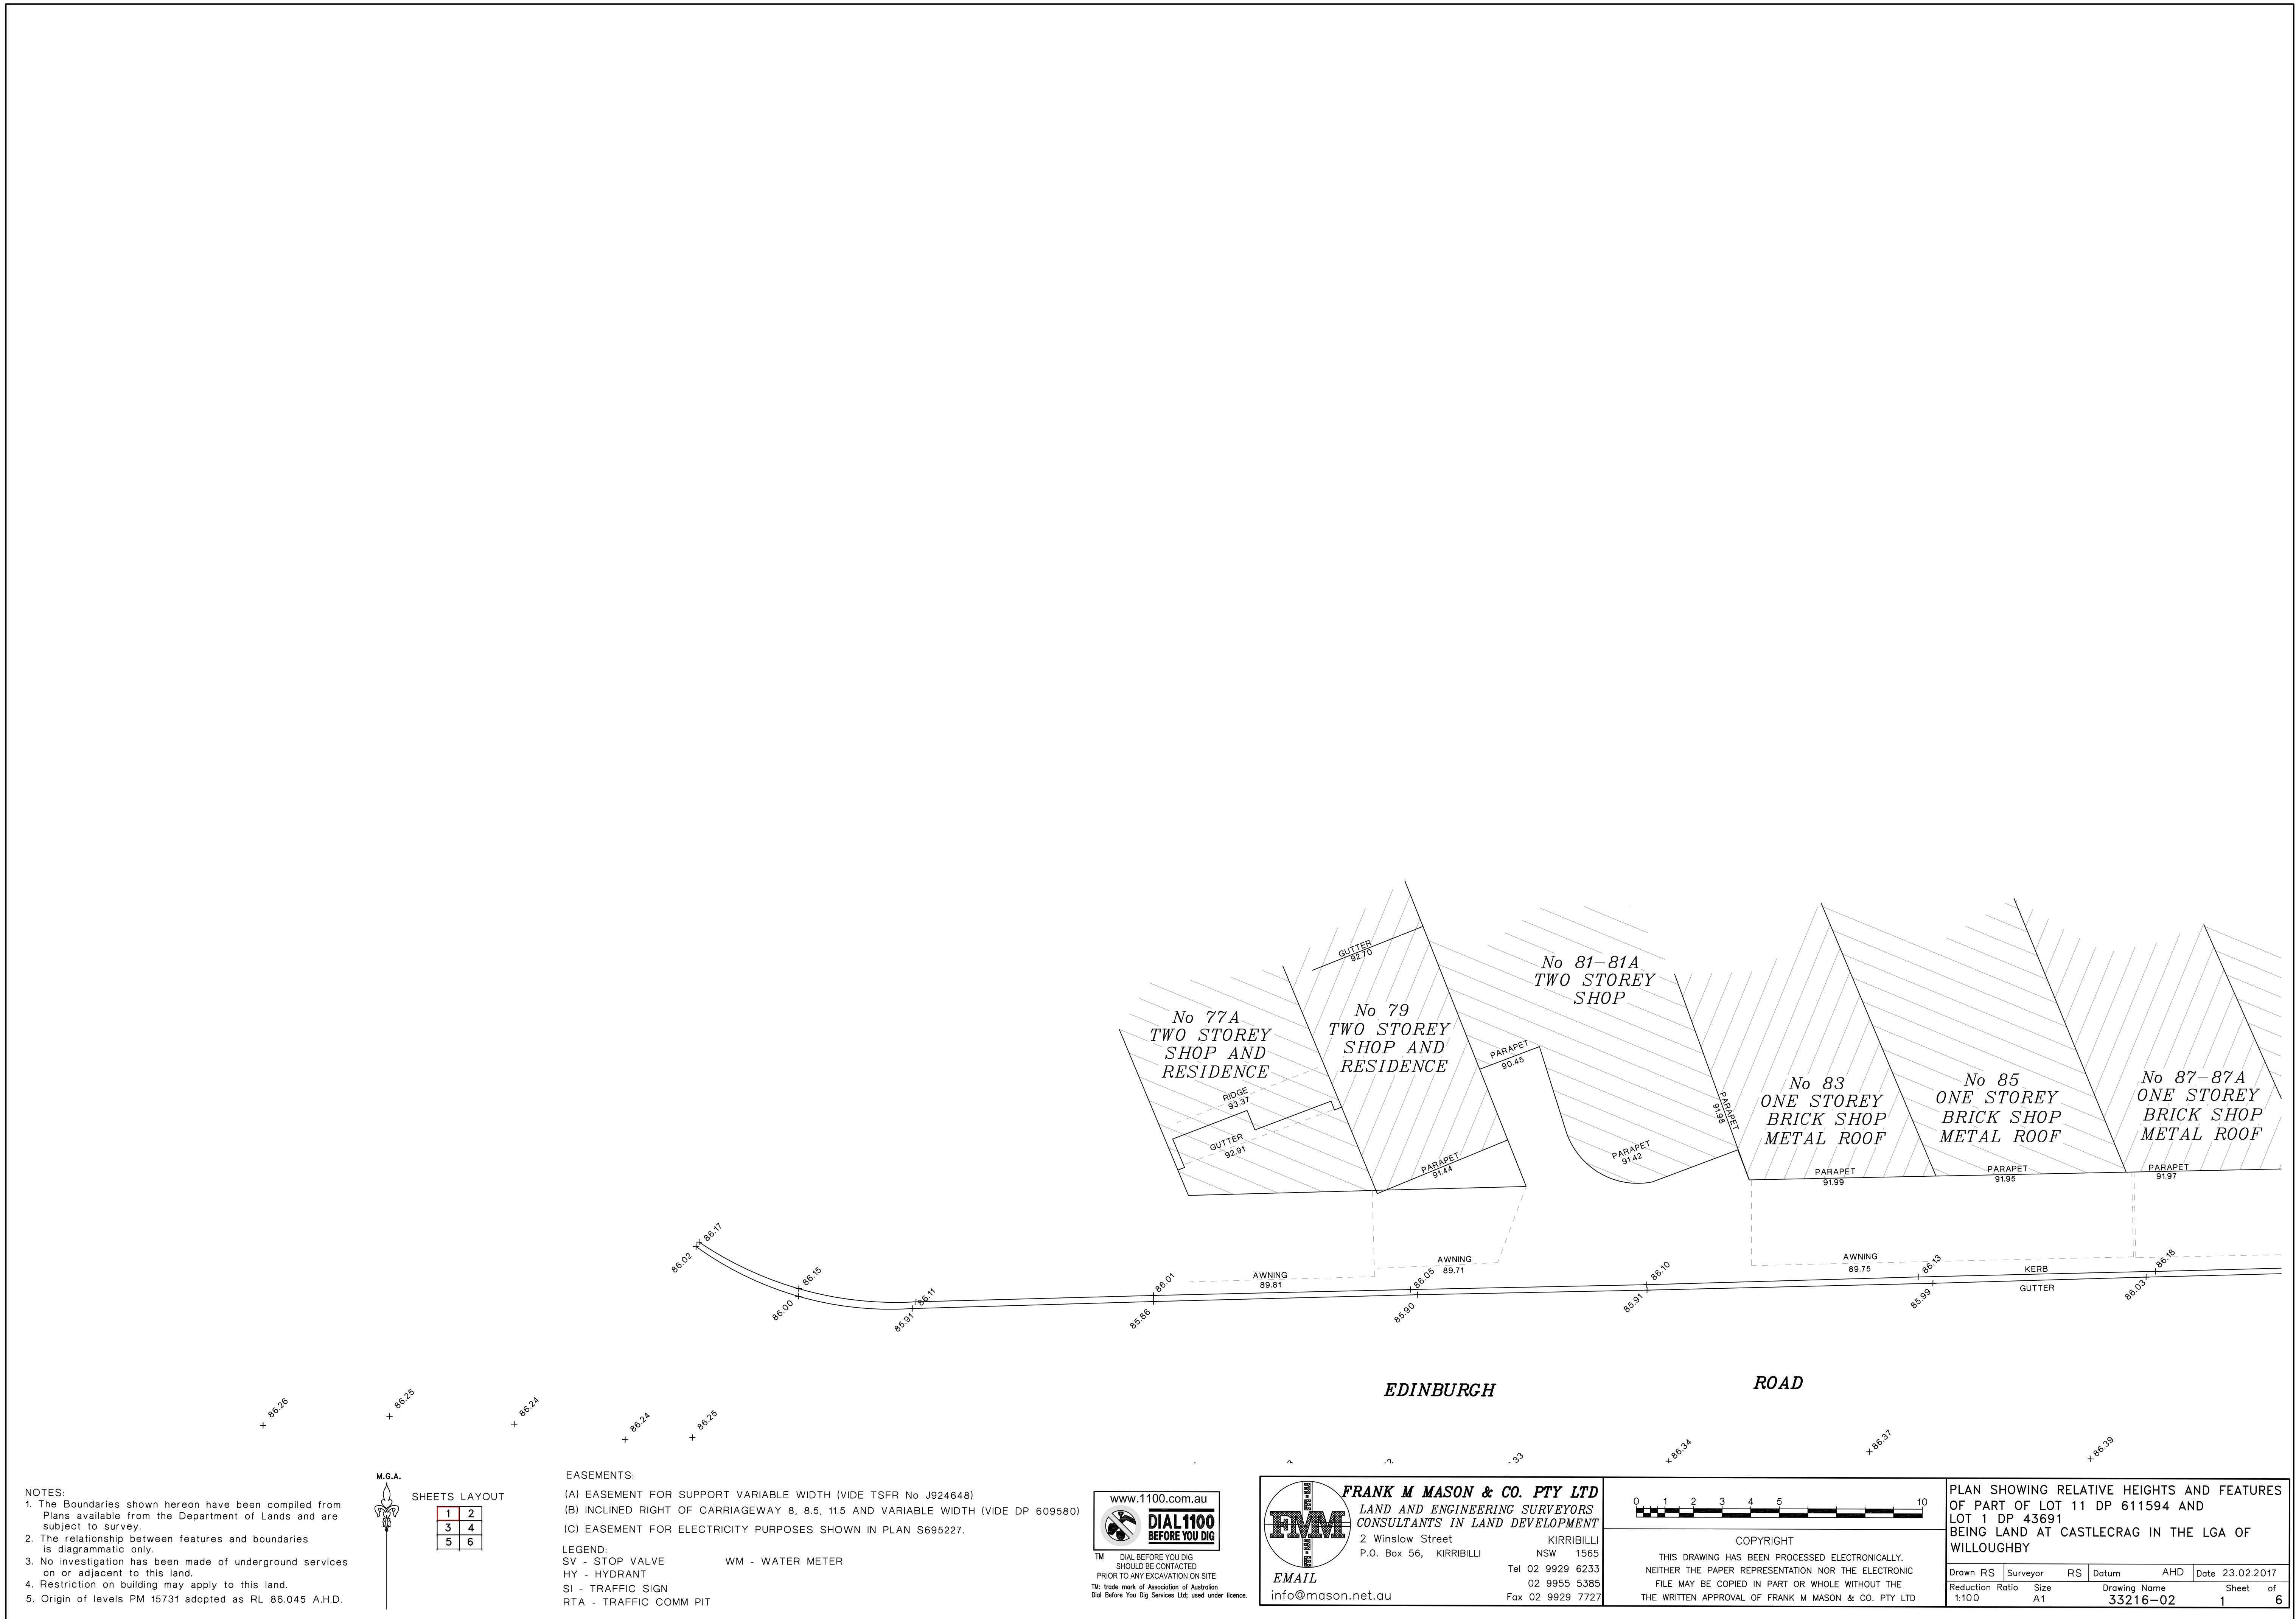 GUTTER
92.70
No 81-81A
TWO STOREY
SHOP
No 77A
TWO STOREY
SHOP AND
RESIDENCE
No 79
TWO STOREY
SHOP AND
RESIDENCE
PARAPET
90.45
RIDGE
93.37
GUTTER
92.91
PARAPET
91.44
PARAPET
91.42
PARAPET
91.98
No 83
ONE STOREY
BRICK SHOP
METAL ROOF
No 85
ONE STOREY
BRICK SHOP
METAL ROOF
No 87-87A
ONE STOREY
BRICK SHOP
METAL ROOF
PARAPET
91.99
PARAPET
91.95
PARAPET
91.97
86.17
86.02
86.15
86.00
86.11
85.91
86.01
85.86
AWNING
89.81
AWNING
89.71
86.05
85.90
86.10
85.91
AWNING
89.75
86.13
85.99
KERB
GUTTER
86.18
86.03
EDINBURGH ROAD
86.26
86.25
86.24
86.24
86.25
33
86.34
86.37
86.39
NOTES:
1. The Boundaries shown hereon have been compiled from
Plans available from the Department of Lands and are
subject to survey.
2. The relationship between features and boundaries
is diagrammatic only.
3. No investigation has been made of underground services
on or adjacent to this land.
4. Restriction on building may apply to this land.
5. Origin of levels PM 15731 adopted as RL 86.045 A.H.D.
M.G.A.
SHEETS LAYOUT
1 2
3 4
5 6
EASEMENTS:
(A) EASEMENT FOR SUPPORT VARIABLE WIDTH (VIDE TSFR No J924648)
(B) INCLINED RIGHT OF CARRIAGEWAY 8, 8.5, 11.5 AND VARIABLE WIDTH (VIDE DP 609580)
(C) EASEMENT FOR ELECTRICITY PURPOSES SHOWN IN PLAN S695227.
LEGEND:
SV - STOP VALVE WM - WATER METER
HY - HYDRANT
SI - TRAFFIC SIGN
RTA - TRAFFIC COMM PIT
www.1100.com.au
DIAL1100
BEFORE YOU DIG
TM DIAL BEFORE YOU DIG
SHOULD BE CONTACTED
PRIOR TO ANY EXCAVATION ON SITE
TM: trade mark of Association of Australian
Dial Before You Dig Services Ltd; used under licence.
FMM
FRANK M MASON & CO. PTY LTD
LAND AND ENGINEERING SURVEYORS
CONSULTANTS IN LAND DEVELOPMENT
2 Winslow Street KIRRIBILLI
P.O. Box 56, KIRRIBILLI NSW 1565
Tel 02 9929 6233
02 9955 5385
Fax 02 9929 7727
EMAIL
info@mason.net.au
0 1 2 3 4 5 10
COPYRIGHT
THIS DRAWING HAS BEEN PROCESSED ELECTRONICALLY.
NEITHER THE PAPER REPRESENTATION NOR THE ELECTRONIC
FILE MAY BE COPIED IN PART OR WHOLE WITHOUT THE
THE WRITTEN APPROVAL OF FRANK M MASON & CO. PTY LTD
PLAN SHOWING RELATIVE HEIGHTS AND FEATURES
OF PART OF LOT 11 DP 611594 AND
LOT 1 DP 43691
BEING LAND AT CASTLECRAG IN THE LGA OF
WILLOUGHBY
Drawn RS Surveyor RS Datum AHD Date 23.02.2017
Reduction Ratio Size Drawing Name Sheet of
1:100 A1 33216-02 1 6